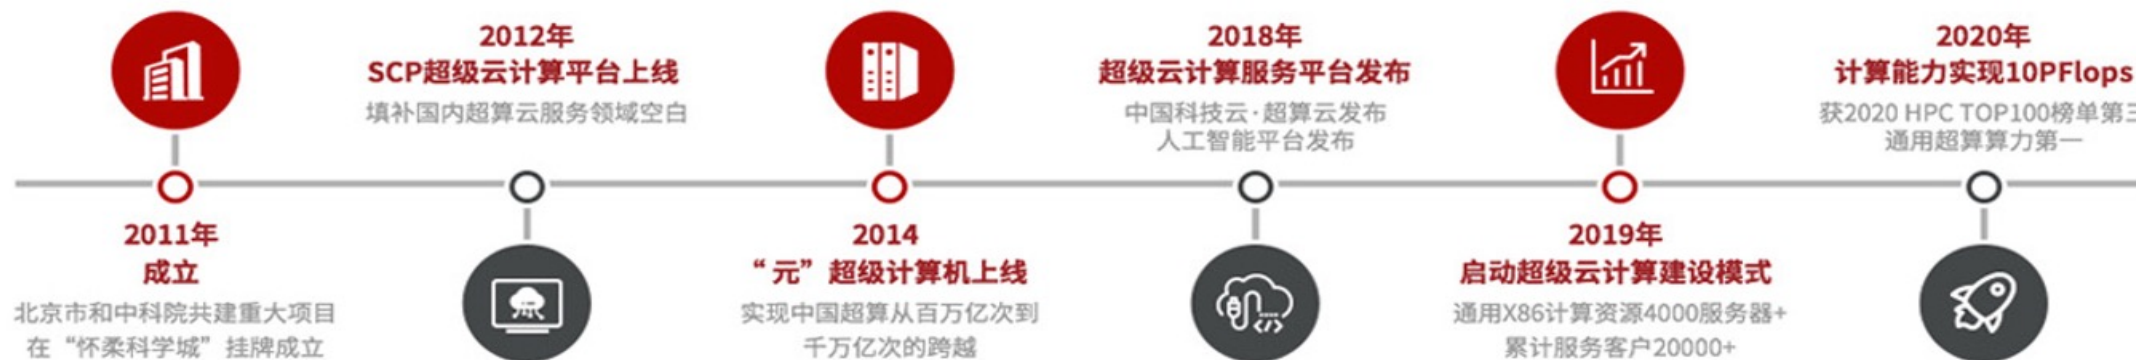 2011年
成立
北京市和中科院共建重大项目
在“怀柔科学城”挂牌成立
2012年
SCP超级云计算平台上线
填补国内超算云服务领域空白
2014
“元”超级计算机上线
实现中国超算从百万亿次到
千万亿次的跨越
2018年
超级云计算服务平台发布
中国科技云·超算云发布
人工智能平台发布
2019年
启动超级云计算建设模式
通用X86计算资源4000服务器+
累计服务客户20000+
2020年
计算能力实现10PFlops
获2020 HPC TOP100榜单第三
通用超算算力第一